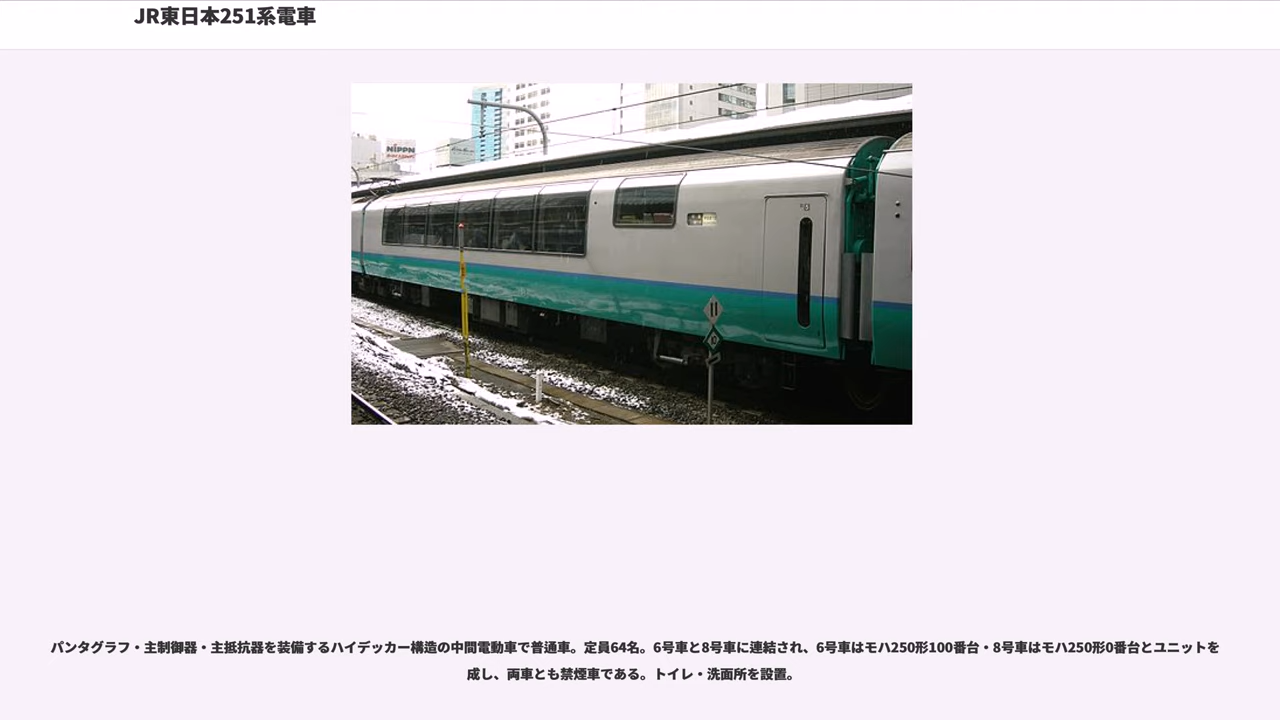 JR東日本251系電車
NIPPN
パンタグラフ・主制御器・主抵抗器を装備するハイデッカー構造の中間電動車で普通車。定員64名。6号車と8号車に連結され、6号車はモハ250形100番台・8号車はモハ250形0番台とユニットを
成し、両車とも禁煙車である。トイレ・洗面所を設置。